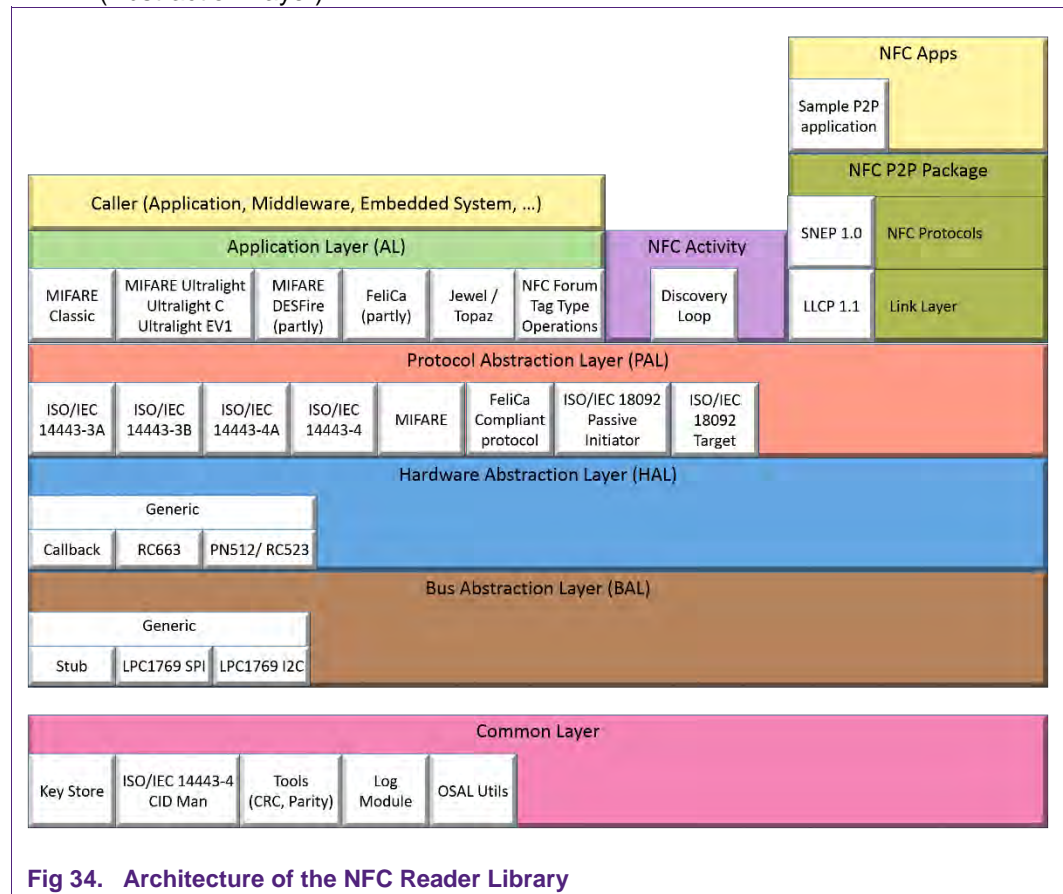 (Abstraction Layer)
NFC Apps
Sample P2P
application
NFC P2P Package
SNEP 1.0
NFC Protocols
LLCP 1.1
Link Layer
Caller (Application, Middleware, Embedded System, ...)
Application Layer (AL)
MIFARE
Classic
MIFARE Ultralight
Ultralight C
Ultralight EV1
MIFARE
DESFire
(partly)
FeliCa
(partly)
Jewel /
Topaz
NFC Forum
Tag Type
Operations
NFC Activity
Discovery
Loop
Protocol Abstraction Layer (PAL)
ISO/IEC
14443-3A
ISO/IEC
14443-3B
ISO/IEC
14443-4A
ISO/IEC
14443-4
MIFARE
FeliCa
Compliant
protocol
ISO/IEC 18092
Passive
Initiator
ISO/IEC
18092
Target
Hardware Abstraction Layer (HAL)
Generic
Callback
RC663
PN512/ RC523
Bus Abstraction Layer (BAL)
Generic
Stub
LPC1769 SPI
LPC1769 I2C
Common Layer
Key Store
ISO/IEC 14443-4
CID Man
Tools
(CRC, Parity)
Log
Module
OSAL Utils
Fig 34. Architecture of the NFC Reader Library